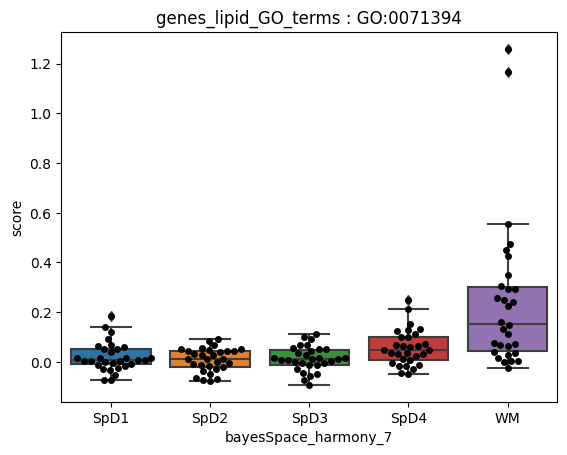 genes_lipid_GO_terms : GO:0071394
1.2
1.0
0.8
0.6
0.4
0.2
0.0
score
SpD1 SpD2 SpD3 SpD4 WM
bayesSpace_harmony_7